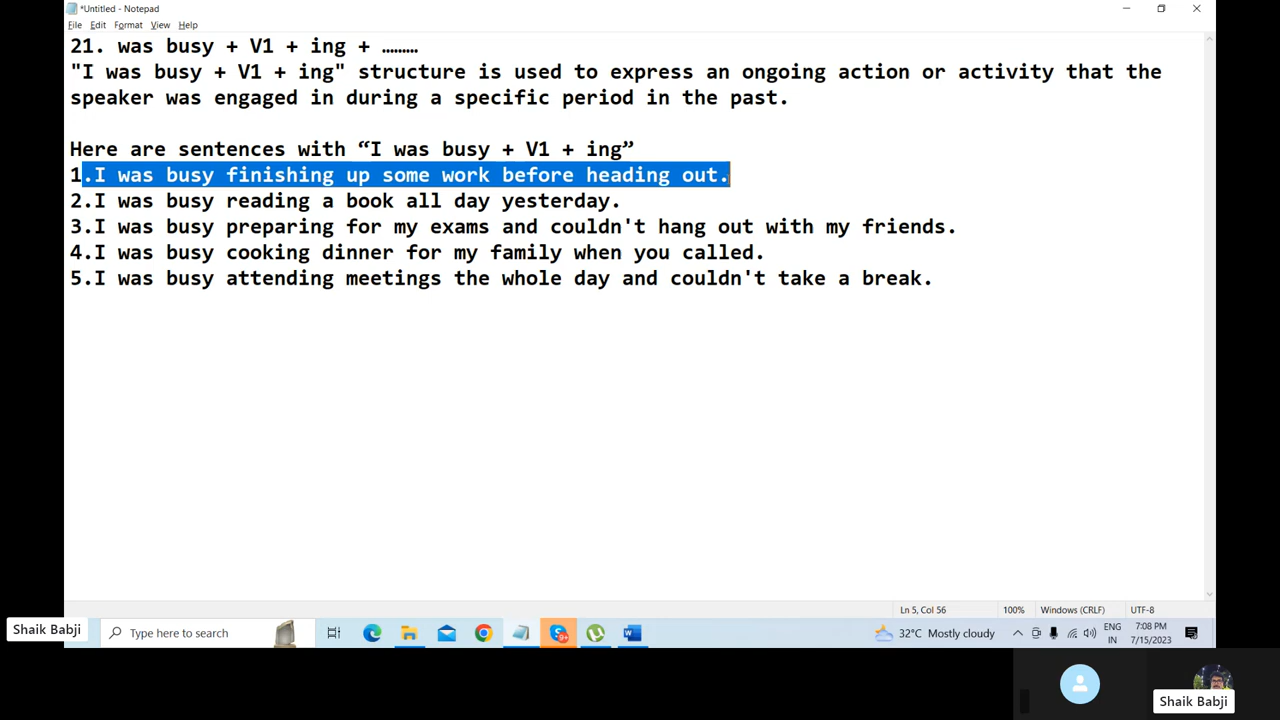 *Untitled - Notepad
File Edit Format View Help
21. was busy + V1 + ing + ………
"I was busy + V1 + ing" structure is used to express an ongoing action or activity that the
speaker was engaged in during a specific period in the past.
Here are sentences with “I was busy + V1 + ing”
1.I was busy finishing up some work before heading out.
2.I was busy reading a book all day yesterday.
3.I was busy preparing for my exams and couldn't hang out with my friends.
4.I was busy cooking dinner for my family when you called.
5.I was busy attending meetings the whole day and couldn't take a break.
Ln 5, Col 56 100% Windows (CRLF) UTF-8
Shaik Babji
Type here to search
32°C Mostly cloudy
ENG
IN
7:08 PM
7/15/2023
Shaik Babji